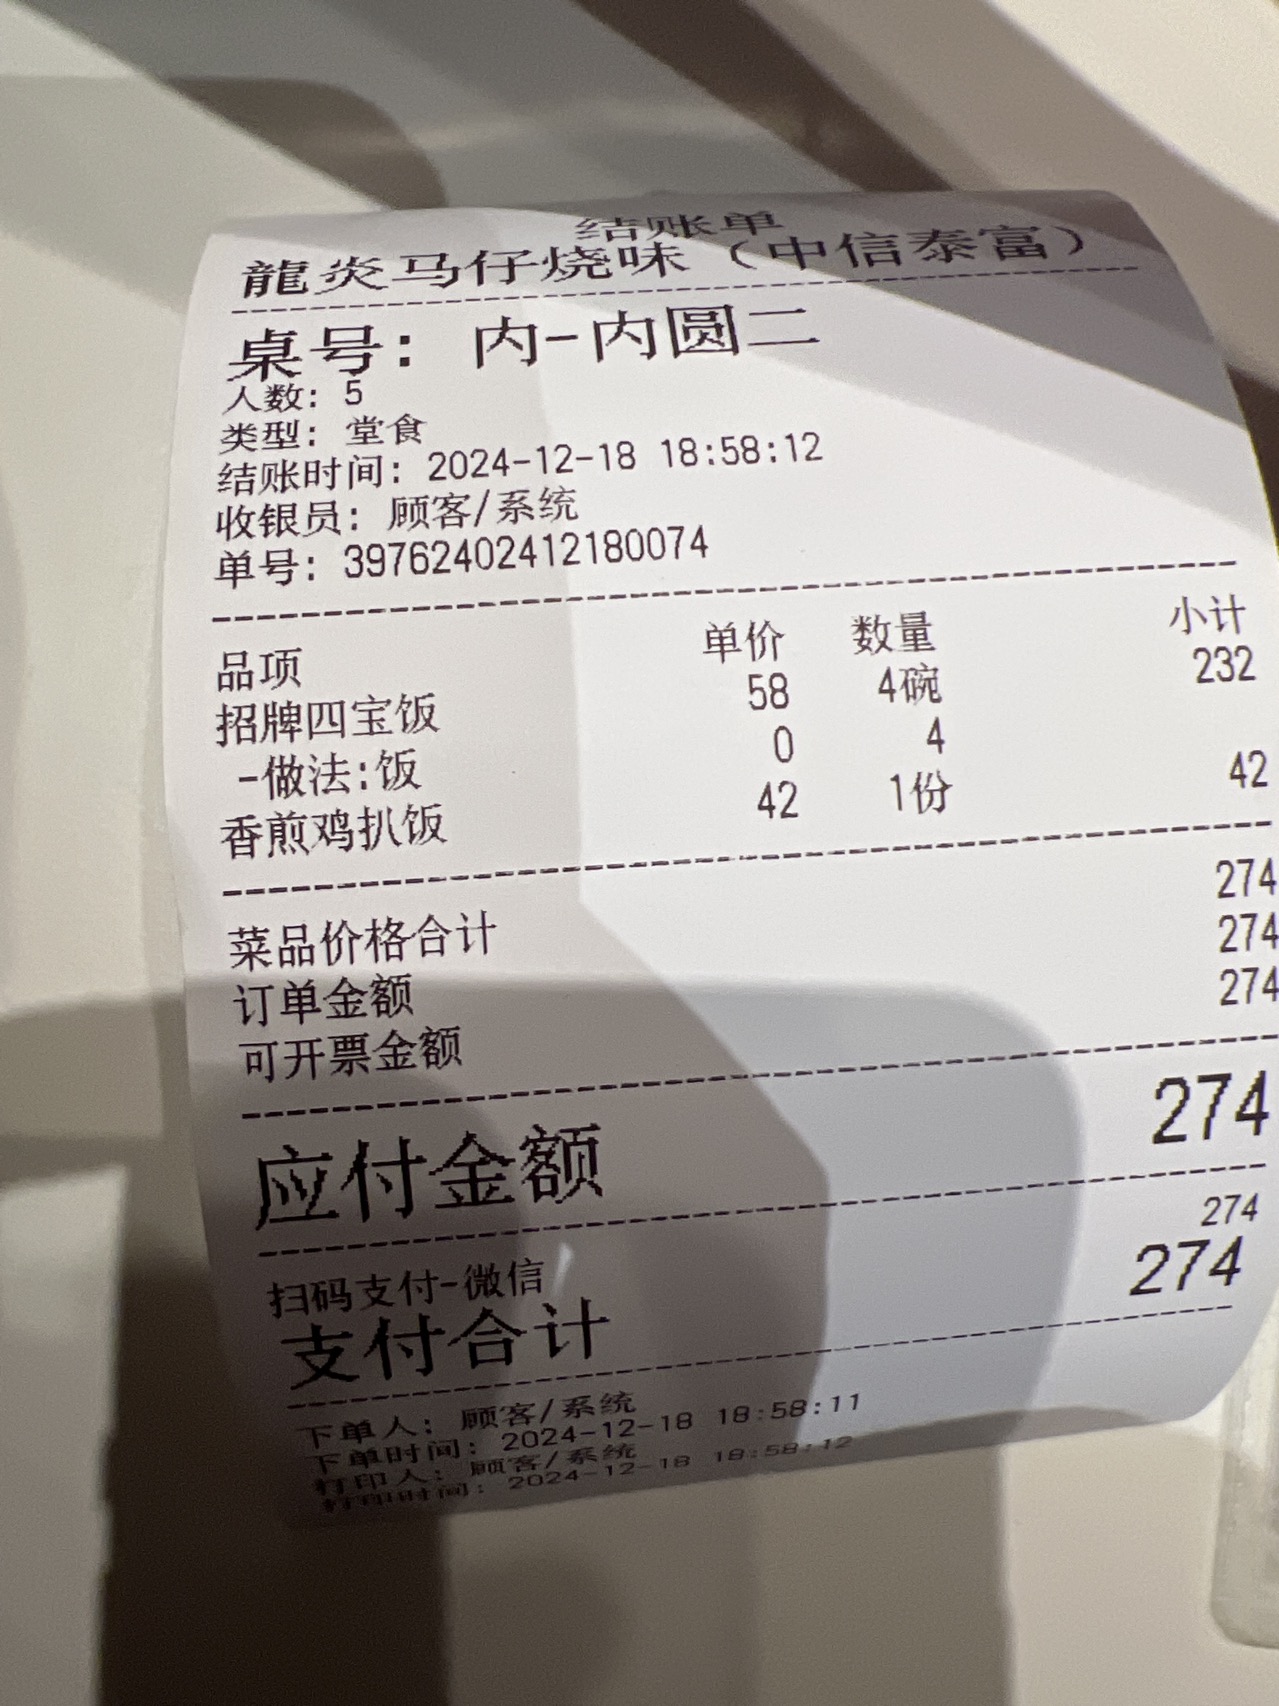 结账单
龍炎马仔烧味（中信泰富）
桌号: 内-内圆二
人数: 5
类型: 堂食
结账时间: 2024-12-18 18:58:12
收银员: 顾客/系统
单号: 39762402412180074
品项 单价 数量 小计
招牌四宝饭 58 4碗 232
-做法:饭 0 4
香煎鸡扒饭 42 1份 42
菜品价格合计 274
订单金额 274
可开票金额 274
应付金额 274
扫码支付-微信 274
支付合计 274
下单人: 顾客/系统
下单时间: 2024-12-18 18:58:11
打印人: 顾客/系统
打印时间: 2024-12-18 18:58:12